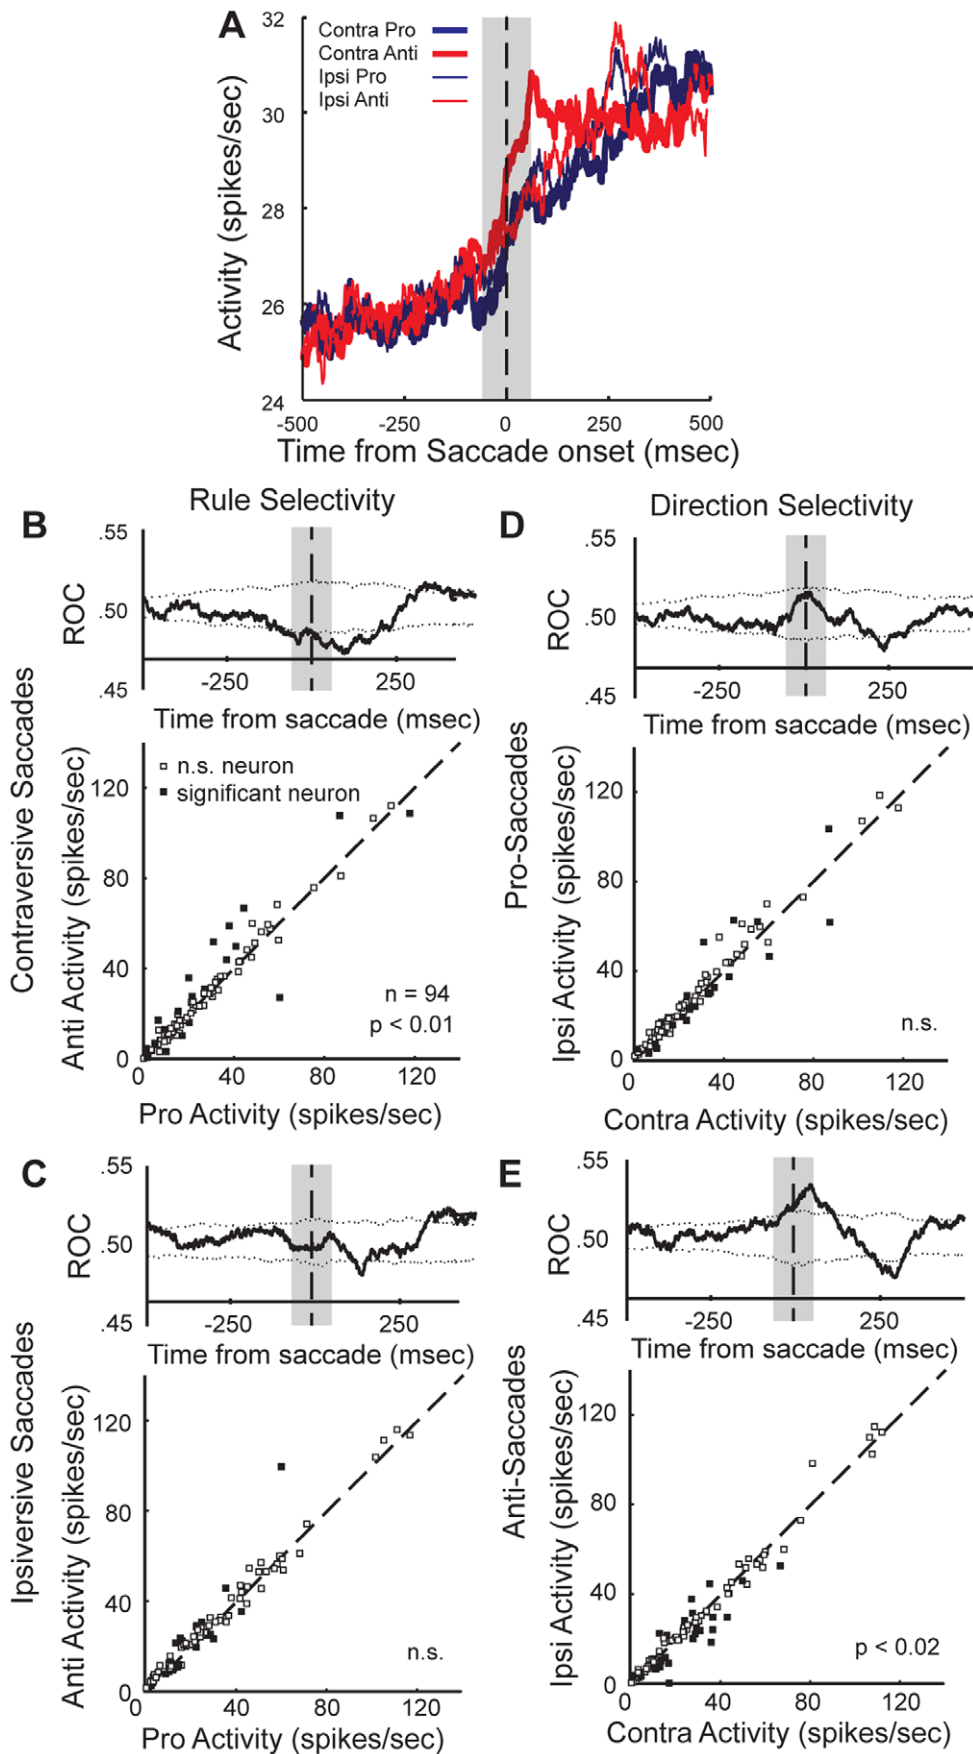 A
32
30
28
26
24
Activity (spikes/sec)
Contra Pro
Contra Anti
Ipsi Pro
Ipsi Anti
-500
-250
0
250
500
Time from Saccade onset (msec)
Rule Selectivity
Direction Selectivity
B
.55
.50
.45
ROC
-250
250
Time from saccade (msec)
Contraversive Saccades
Anti Activity (spikes/sec)
120
80
40
0
n.s. neuron
significant neuron
n = 94
p < 0.01
0
40
80
120
Pro Activity (spikes/sec)
D
.55
.50
.45
ROC
-250
250
Time from saccade (msec)
Pro-Saccades
Ipsi Activity (spikes/sec)
120
80
40
0
n.s.
0
40
80
120
Contra Activity (spikes/sec)
C
.55
.50
.45
ROC
-250
250
Time from saccade (msec)
Ipsiversive Saccades
Anti Activity (spikes/sec)
120
80
40
0
n.s.
0
40
80
120
Pro Activity (spikes/sec)
E
.55
.50
.45
ROC
-250
250
Time from saccade (msec)
Anti-Saccades
Ipsi Activity (spikes/sec)
120
80
40
0
p < 0.02
0
40
80
120
Contra Activity (spikes/sec)